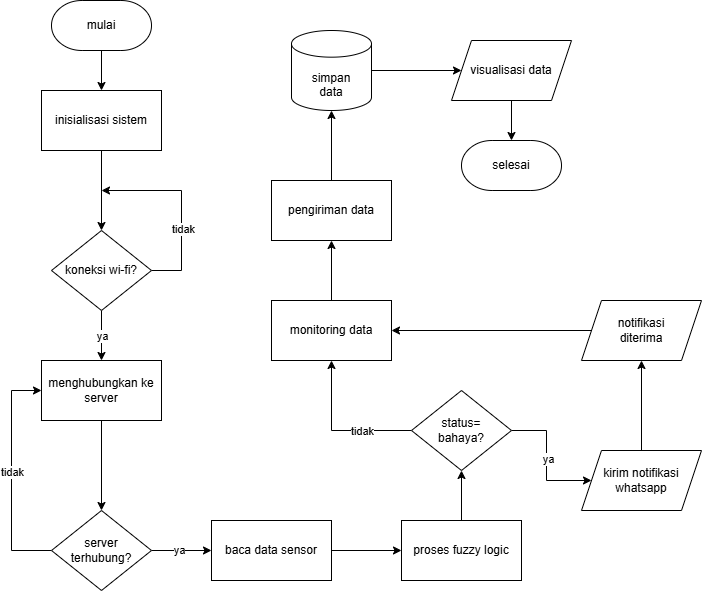 mulai
inisialisasi sistem
tidak
koneksi wi-fi?
ya
menghubungkan ke
server
tidak
server
terhubung?
ya
baca data sensor
proses fuzzy logic
status=
bahaya?
tidak
ya
kirim notifikasi
whatsapp
notifikasi
diterima
monitoring data
pengiriman data
simpan
data
visualisasi data
selesai